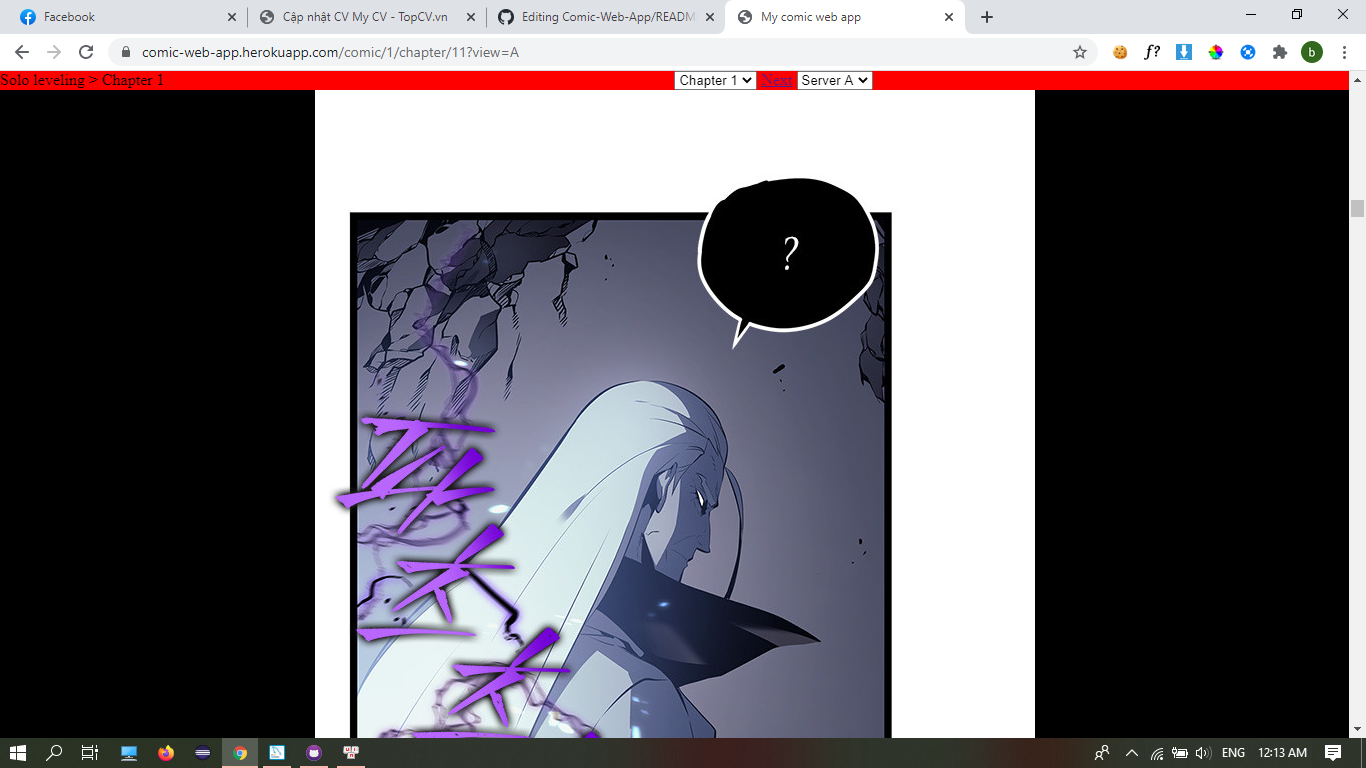 Facebook
Cập nhật CV My CV - TopCV.vn
Editing Comic-Web-App/READM
My comic web app
comic-web-app.herokuapp.com/comic/1/chapter/11?view=A
f?
b
Solo leveling > Chapter 1
Chapter 1
Next
Server A
?
ENG
12:13 AM